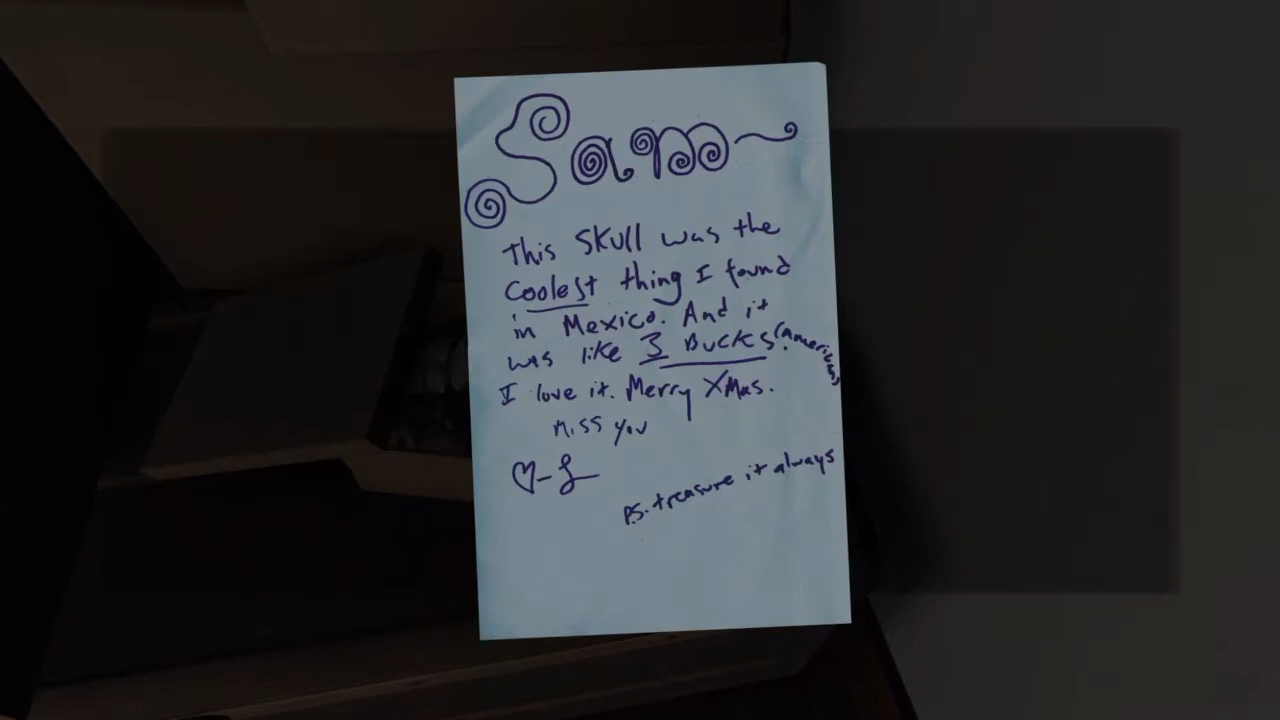 Sam
This Skull was the
Coolest thing I found
in Mexico. And it
was like 3 Bucks. (American)
I love it. Merry XMas.
Miss you
♡-L
P.S. treasure it always